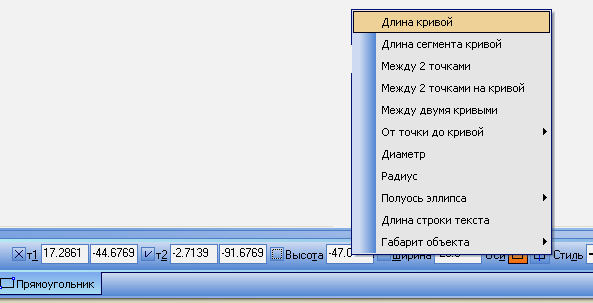 Длина кривой
Длина сегмента кривой
Между 2 точками
Между 2 точками на кривой
Между двумя кривыми
От точки до кривой
Диаметр
Радиус
Полуось эллипса
Длина строки текста
Габарит объекта
т1 17.2861 -44.6769 т2 -2.7139 -91.6769 Высота -47.0 Ширина Оси Стиль
Прямоугольник